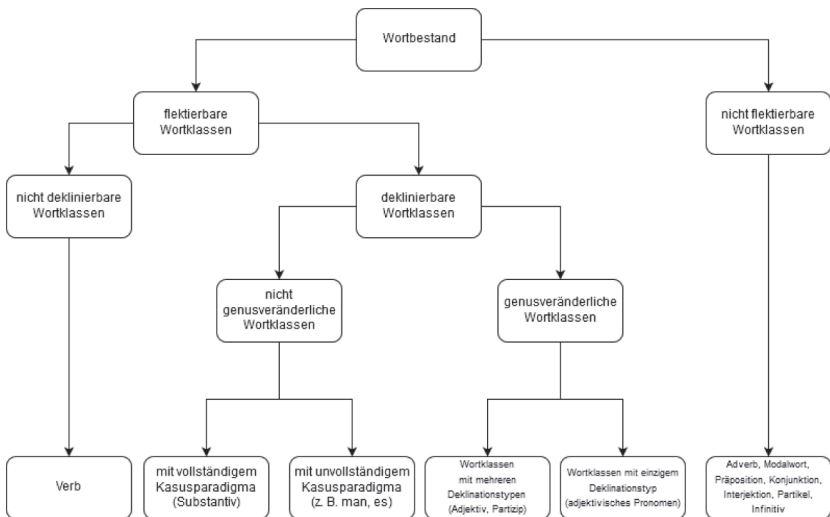 Wortbestand
flektierbare
Wortklassen
nicht flektierbare
Wortklassen
nicht deklinierbare
Wortklassen
deklinierbare
Wortklassen
nicht
genusveränderliche
Wortklassen
genusveränderliche
Wortklassen
Verb
mit vollständigem
Kasusparadigma
(Substantiv)
mit unvollständigem
Kasusparadigma
(z. B. man, es)
Wortklassen
mit mehreren
Deklinationstypen
(Adjektiv, Partizip)
Wortklassen mit einzigem
Deklinationstyp
(adjektivisches Pronomen)
Adverb, Modalwort,
Präposition, Konjunktion,
Interjektion, Partikel,
Infinitiv